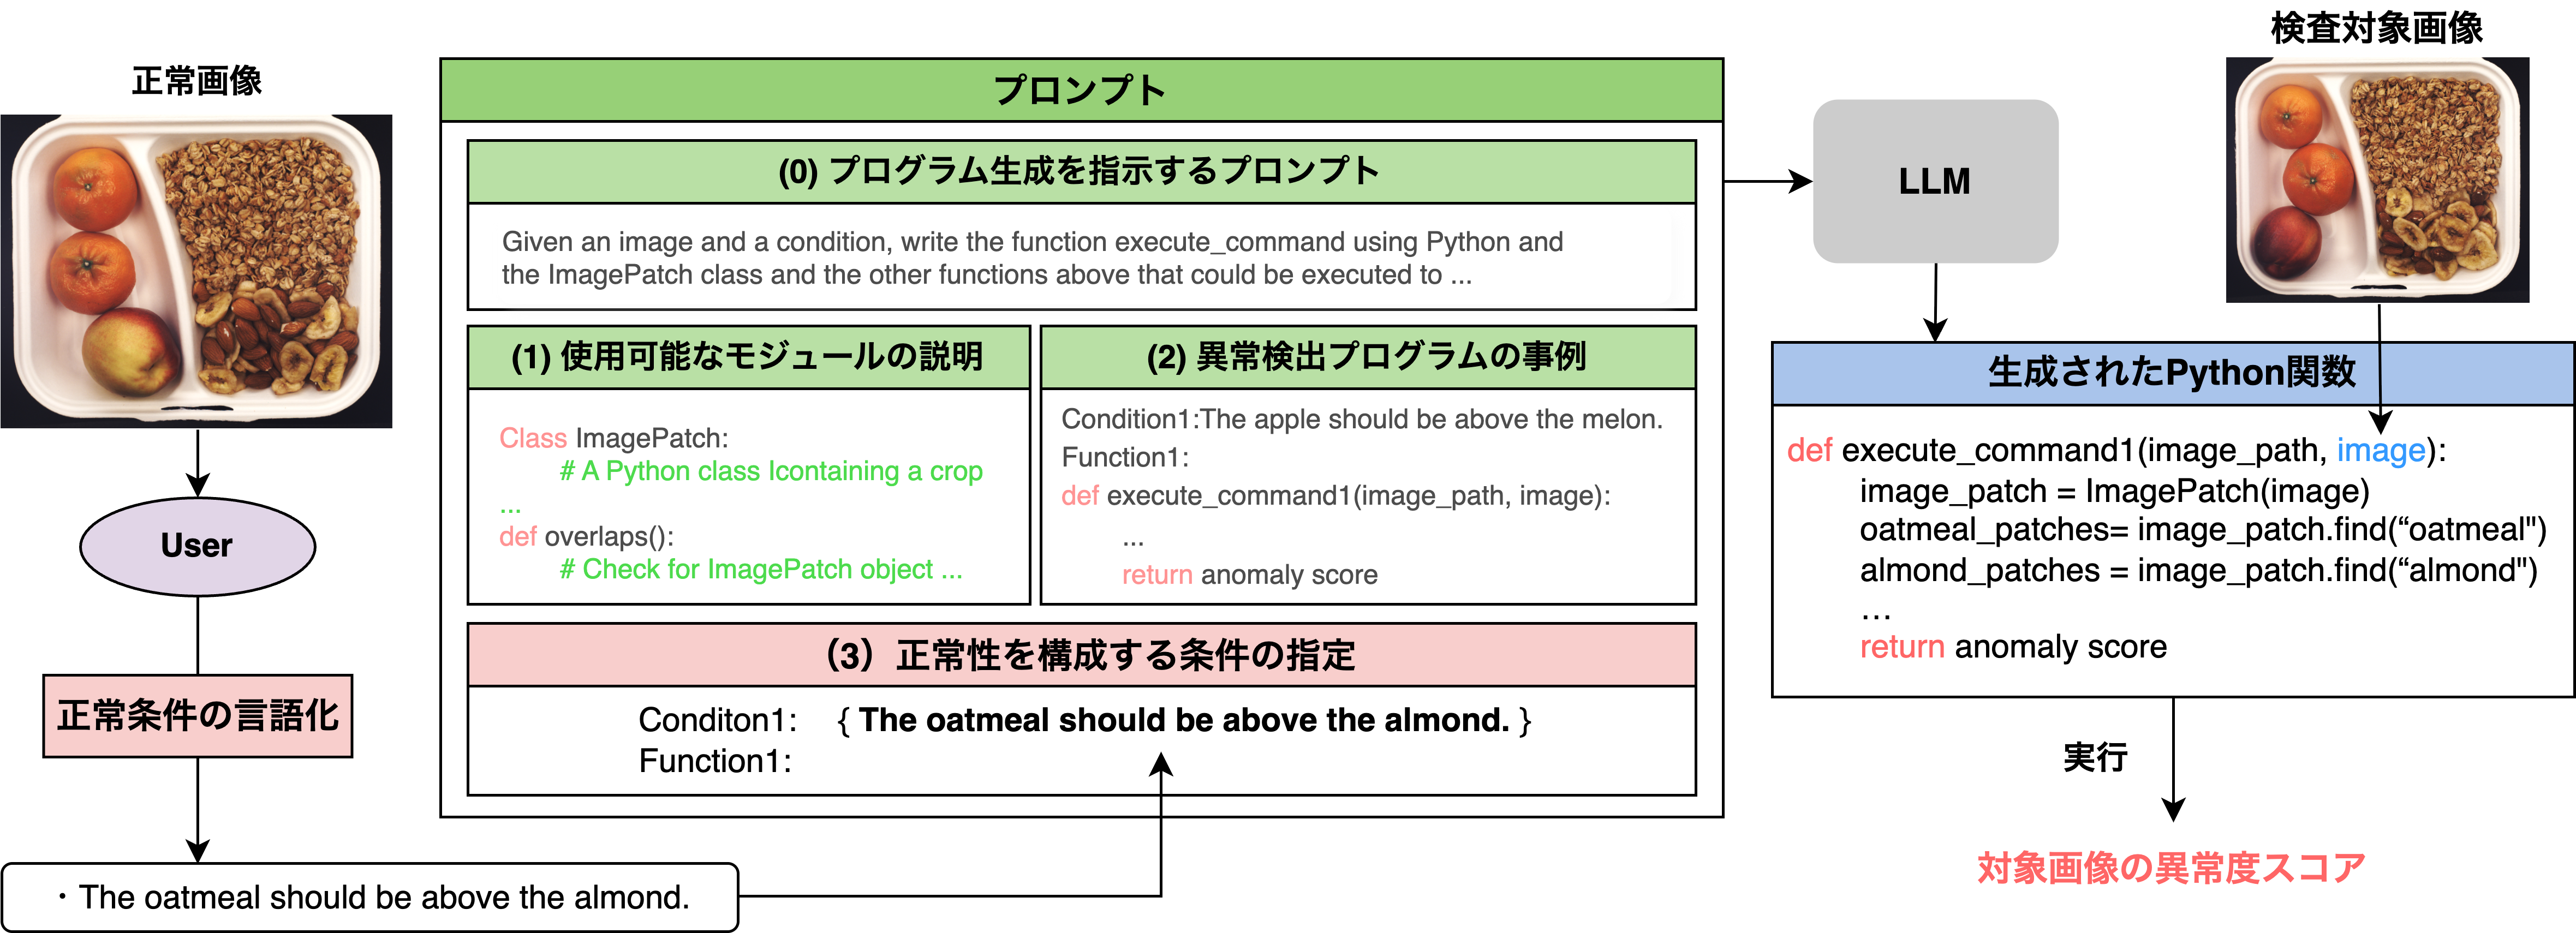 正常画像
User
正常条件の言語化
・The oatmeal should be above the almond.
プロンプト
(0) プログラム生成を指示するプロンプト
Given an image and a condition, write the function execute_command using Python and
the ImagePatch class and the other functions above that could be executed to ...
(1) 使用可能なモジュールの説明
Class ImagePatch:
# A Python class Icontaining a crop
...
def overlaps():
# Check for ImagePatch object ...
(2) 異常検出プログラムの事例
Condition1:The apple should be above the melon.
Function1:
def execute_command1(image_path, image):
...
return anomaly score
（3）正常性を構成する条件の指定
Conditon1: { The oatmeal should be above the almond. }
Function1:
LLM
検査対象画像
生成されたPython関数
def execute_command1(image_path, image):
image_patch = ImagePatch(image)
oatmeal_patches= image_patch.find(“oatmeal")
almond_patches = image_patch.find(“almond")
...
return anomaly score
実行
対象画像の異常度スコア